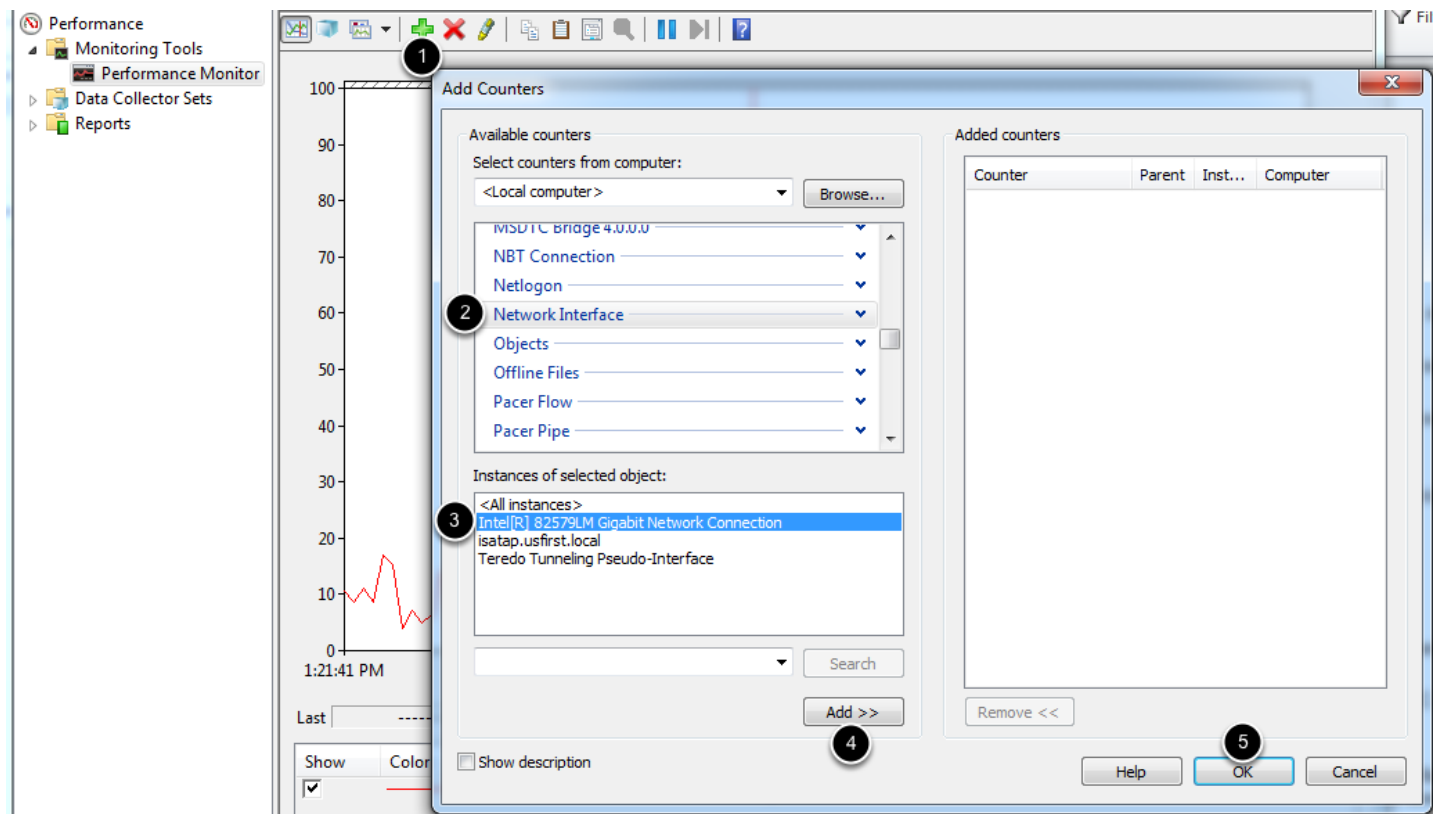 Performance
Monitoring Tools
Performance Monitor
Data Collector Sets
Reports
Fil
1
100
90
80
70
60
50
40
30
20
10
0
1:21:41 PM
Last -----
Show Color
Add Counters
Available counters
Select counters from computer:
<Local computer>
Browse...
MSDTC Bridge 4.0.0.0
NBT Connection
Netlogon
2 Network Interface
Objects
Offline Files
Pacer Flow
Pacer Pipe
Instances of selected object:
<All instances>
3 Intel[R] 82579LM Gigabit Network Connection
isatap.usfirst.local
Teredo Tunneling Pseudo-Interface
Search
Add >>
4
Show description
Added counters
Counter Parent Inst... Computer
Remove <<
5
Help OK Cancel